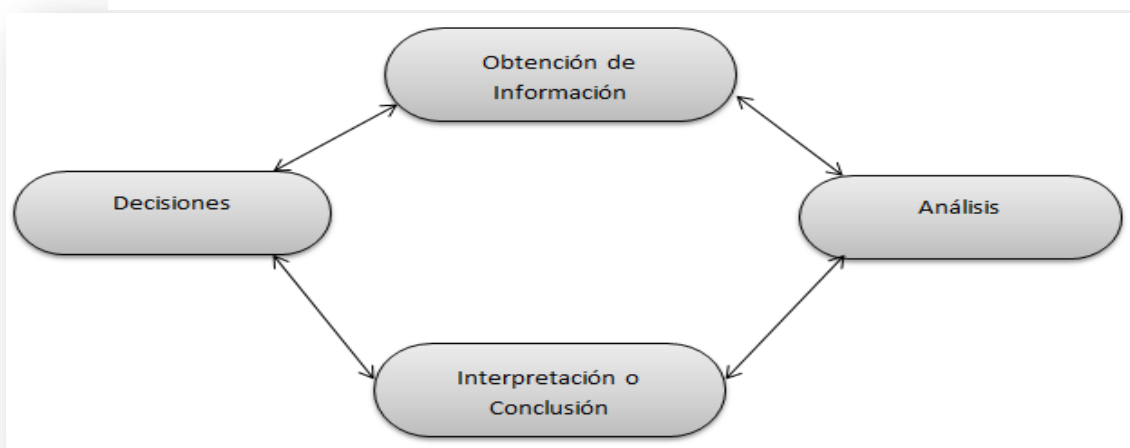 Obtención de
Información
Decisiones
Análisis
Interpretación o
Conclusión